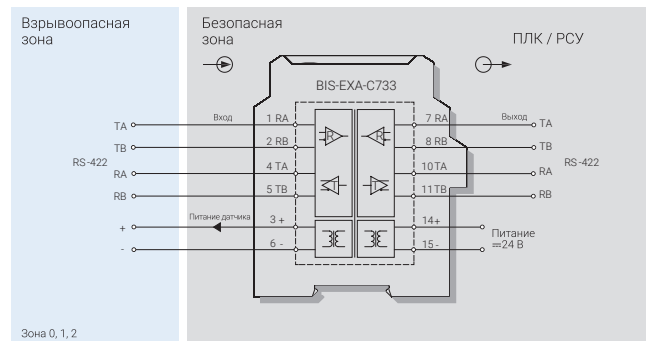 Взрывоопасная
зона
Безопасная
зона
ПЛК / РСУ
BIS-EXA-C733
TA
Вход
1 RA
R
R
7 RA
Выход
TA
TB
2 RB
8 RB
TB
RS-422
RS-422
RA
4 TA
T
T
10 TA
RA
RB
5 TB
11 TB
RB
+
Питание датчика
3 +
14 +
Питание
24 В
-
6 -
15 -
Зона 0, 1, 2